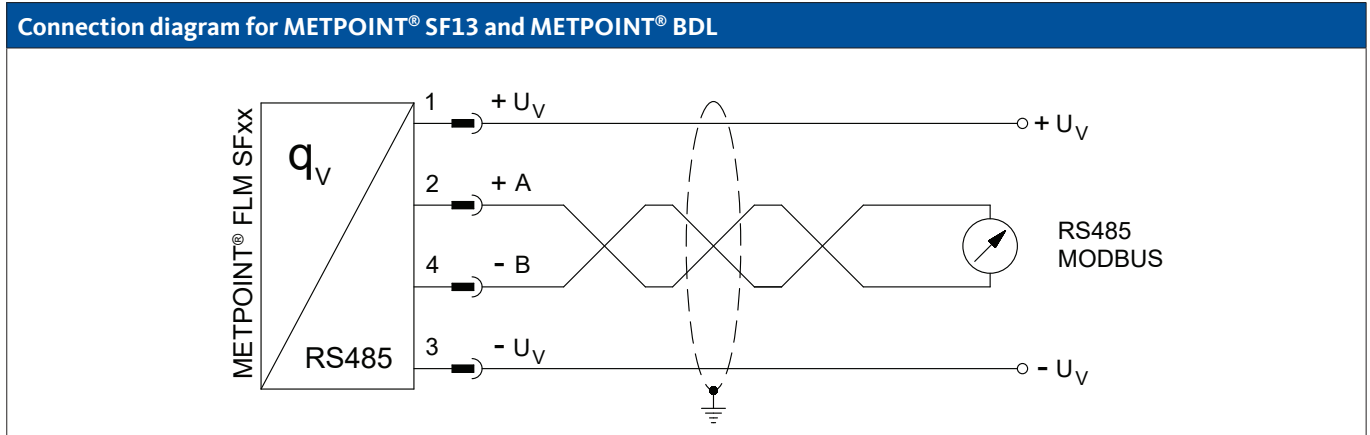 Connection diagram for METPOINT® SF13 and METPOINT® BDL
METPOINT® FLM SFxx
qV
RS485
1 + UV
+ UV
2 + A
4 - B
RS485
MODBUS
3 - UV
- UV